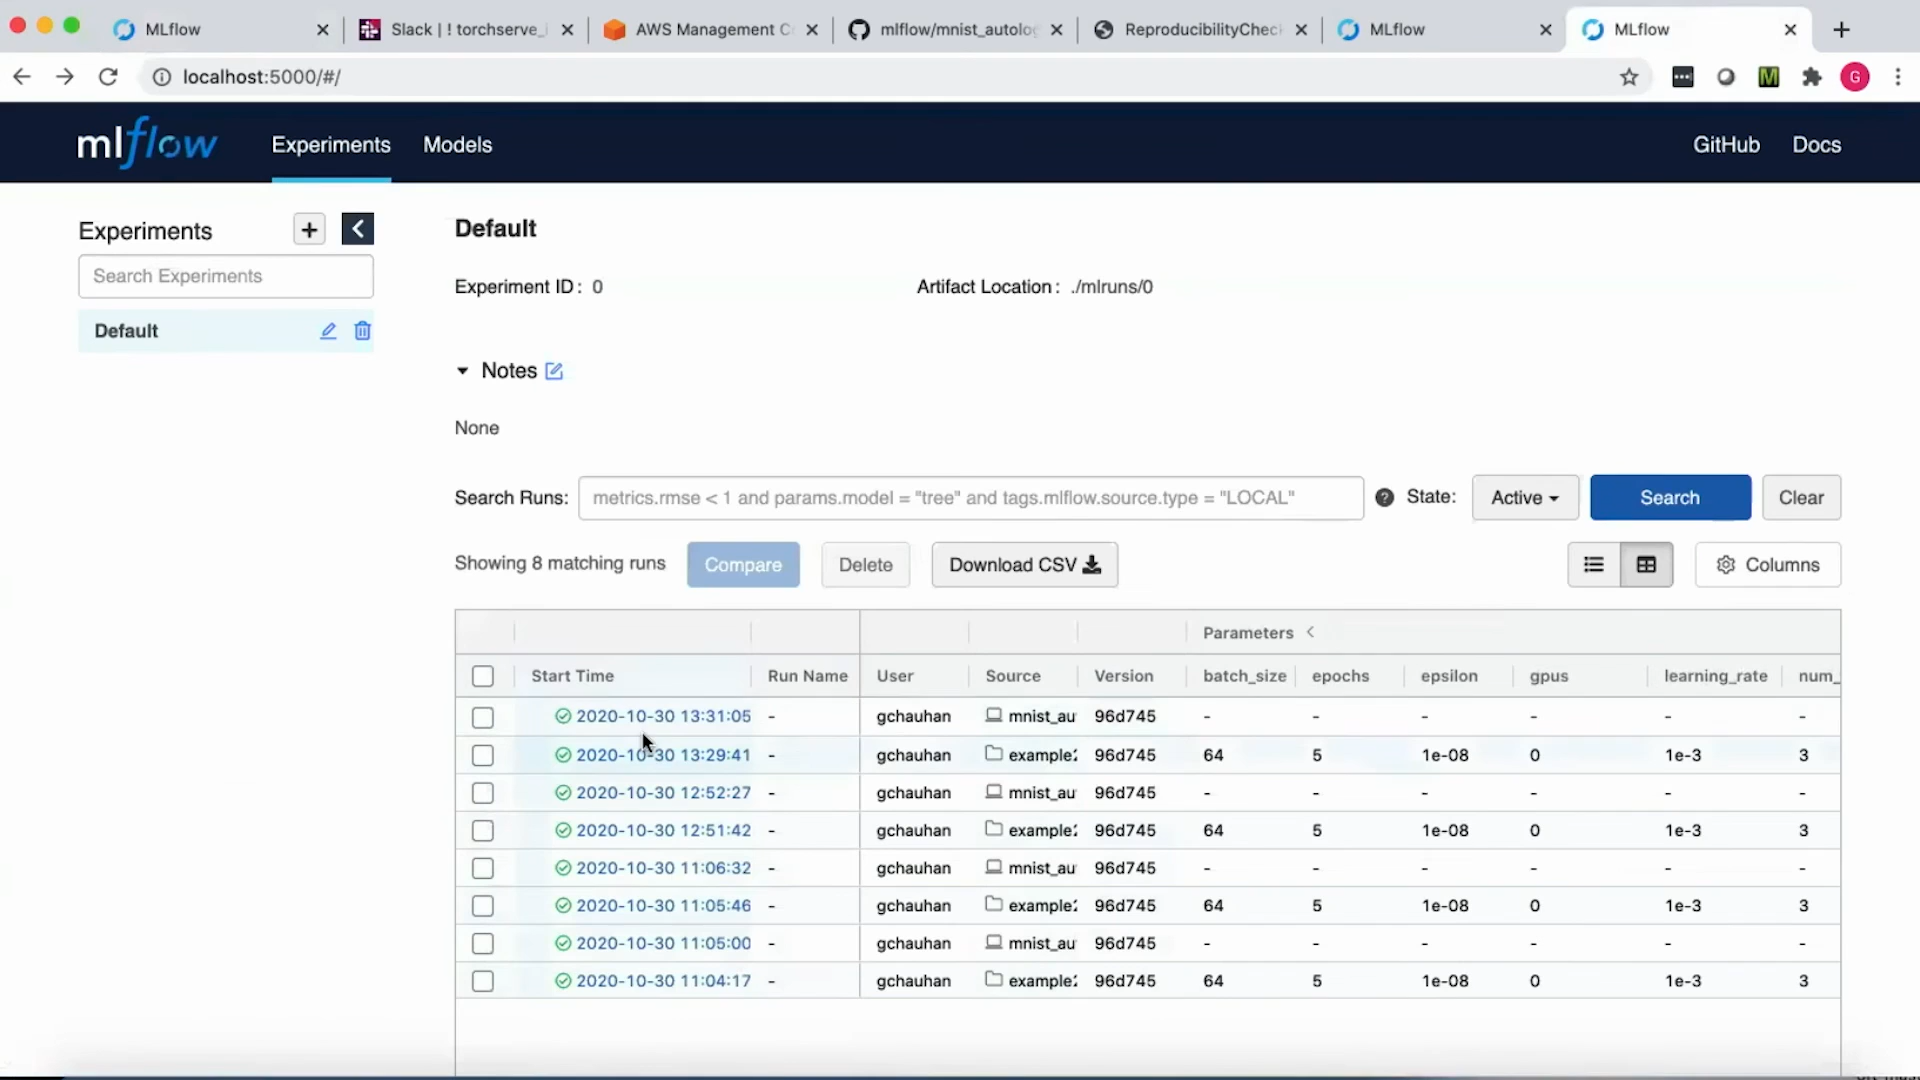 MLflow
Slack | ! torchserve_
AWS Management C
mlflow/mnist_autolog
ReproducibilityChec
MLflow
MLflow
localhost:5000/#/
G
mlflow
Experiments
Models
GitHub
Docs
Experiments
Search Experiments
Default
Default
Experiment ID: 0
Artifact Location: ./mlruns/0
Notes
None
Search Runs: metrics.rmse < 1 and params.model = "tree" and tags.mlflow.source.type = "LOCAL" State: Active Search Clear
Showing 8 matching runs Compare Delete Download CSV Columns
Parameters <
Start Time Run Name User Source Version batch_size epochs epsilon gpus learning_rate num_
2020-10-30 13:31:05 - gchauhan mnist_au 96d745 - - - - - -
2020-10-30 13:29:41 - gchauhan example2 96d745 64 5 1e-08 0 1e-3 3
2020-10-30 12:52:27 - gchauhan mnist_au 96d745 - - - - - -
2020-10-30 12:51:42 - gchauhan example2 96d745 64 5 1e-08 0 1e-3 3
2020-10-30 11:06:32 - gchauhan mnist_au 96d745 - - - - - -
2020-10-30 11:05:46 - gchauhan example2 96d745 64 5 1e-08 0 1e-3 3
2020-10-30 11:05:00 - gchauhan mnist_au 96d745 - - - - - -
2020-10-30 11:04:17 - gchauhan example2 96d745 64 5 1e-08 0 1e-3 3